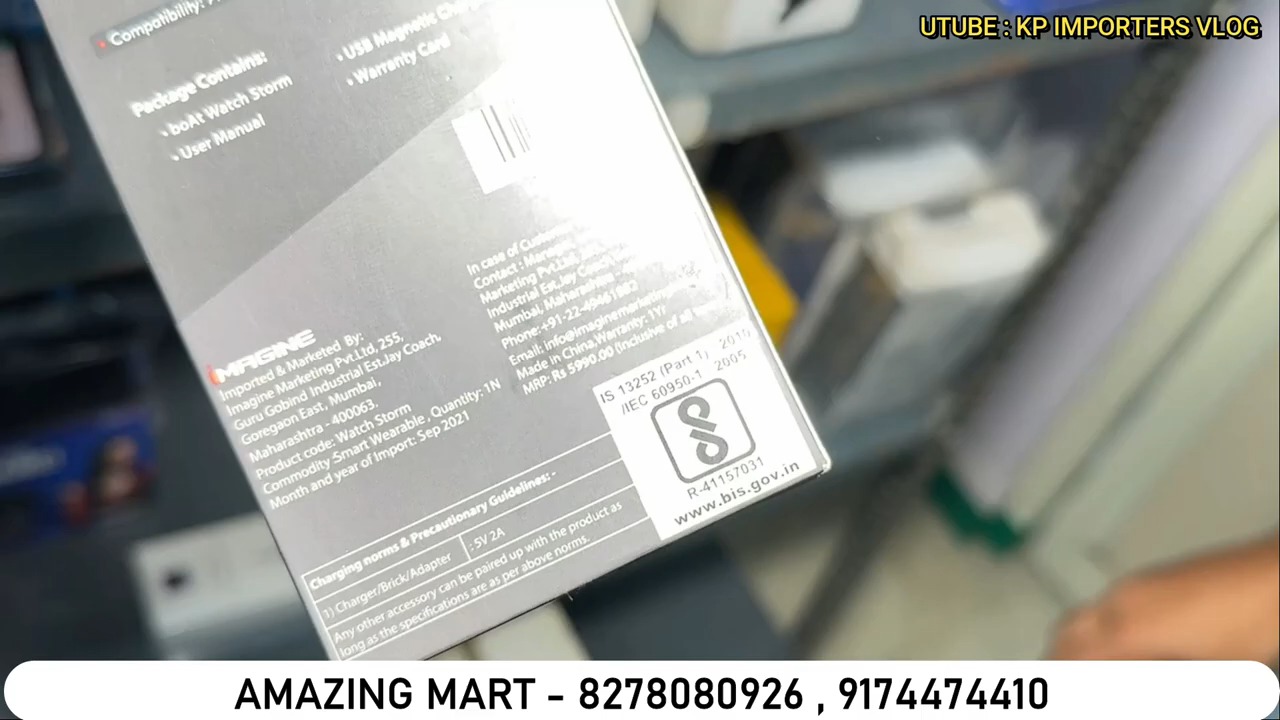 UTUBE : KP IMPORTERS VLOG
Compatibility:
Package Contains:
• boAt Watch Storm
• User Manual
• USB Magnetic
• Warranty Card
In case of
Contact : Manager
Marketing Pvt.Ltd,
Industrial Est.Jay Coach
Mumbai, Maharashtra
Phone:+91-22-
Email: info@imaginemarketing
Made in China,Warranty: 1Yr
MRP: Rs 5990.00 (Inclusive of all
iMAGINE
Imported & Marketed By:
Imagine Marketing Pvt.Ltd, 255,
Guru Gobind Industrial Est.Jay Coach,
Goregaon East, Mumbai,
Maharashtra - 400063.
Product code: Watch Storm
Commodity :Smart Wearable , Quantity: 1N
Month and year of Import: Sep 2021
IS 13252 (Part 1) 2010
/IEC 60950-1 2005
R-41157031
www.bis.gov.in
Charging norms & Precautionary Guidelines: -
1) Charger/Brick/Adapter : 5V 2A
Any other accessory can be paired up with the product as
long as the specifications are as per above norms.
AMAZING MART - 8278080926 , 9174474410